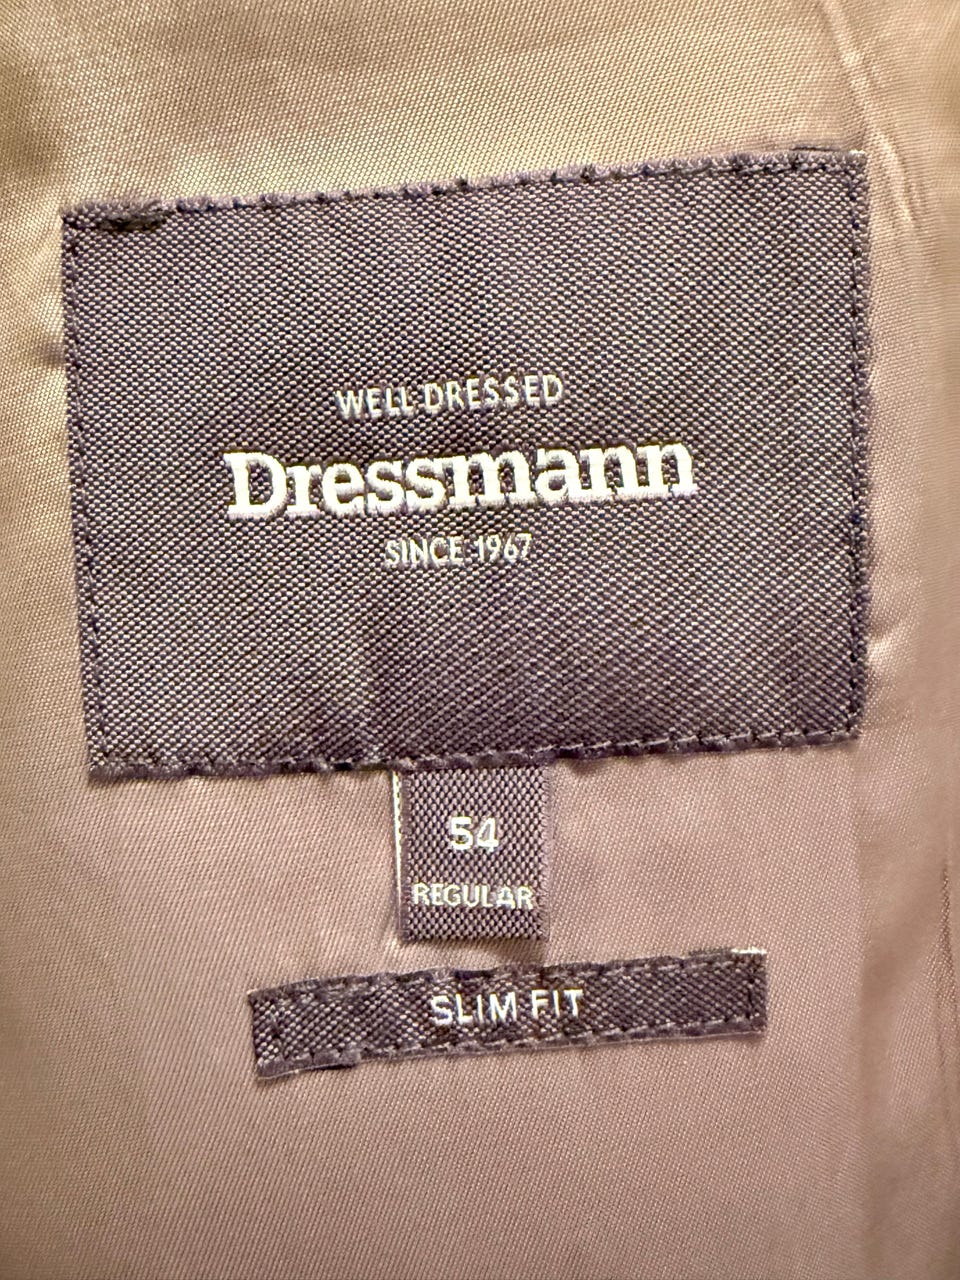 WELL DRESSED
Dressmann
SINCE 1967
54
REGULAR
SLIM FIT